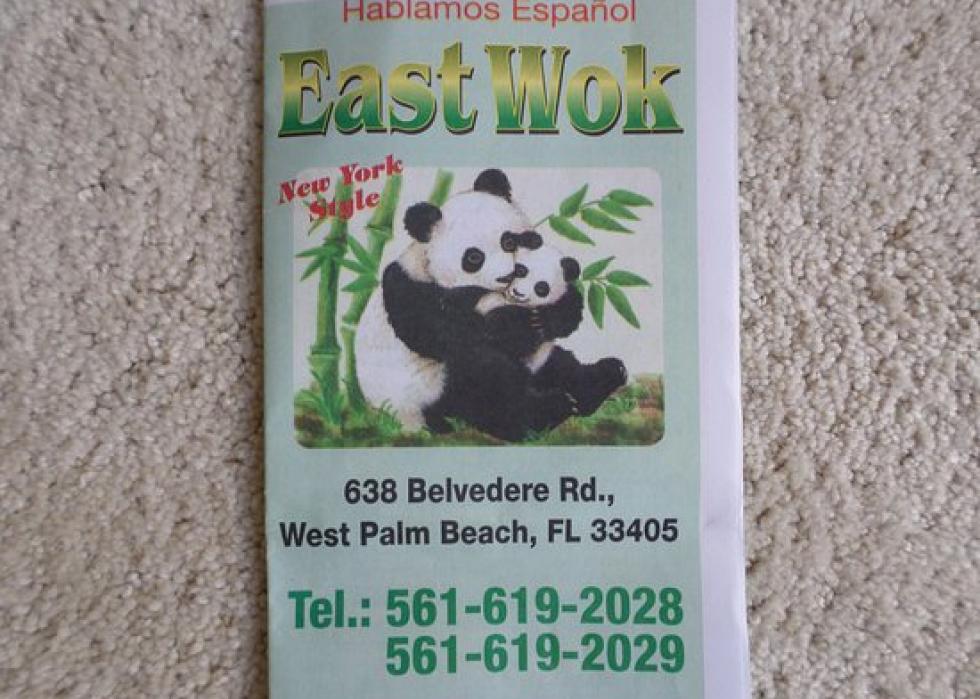 Hablamos Español
East Wok
New York
Style
638 Belvedere Rd.,
West Palm Beach, FL 33405
Tel.: 561-619-2028
561-619-2029